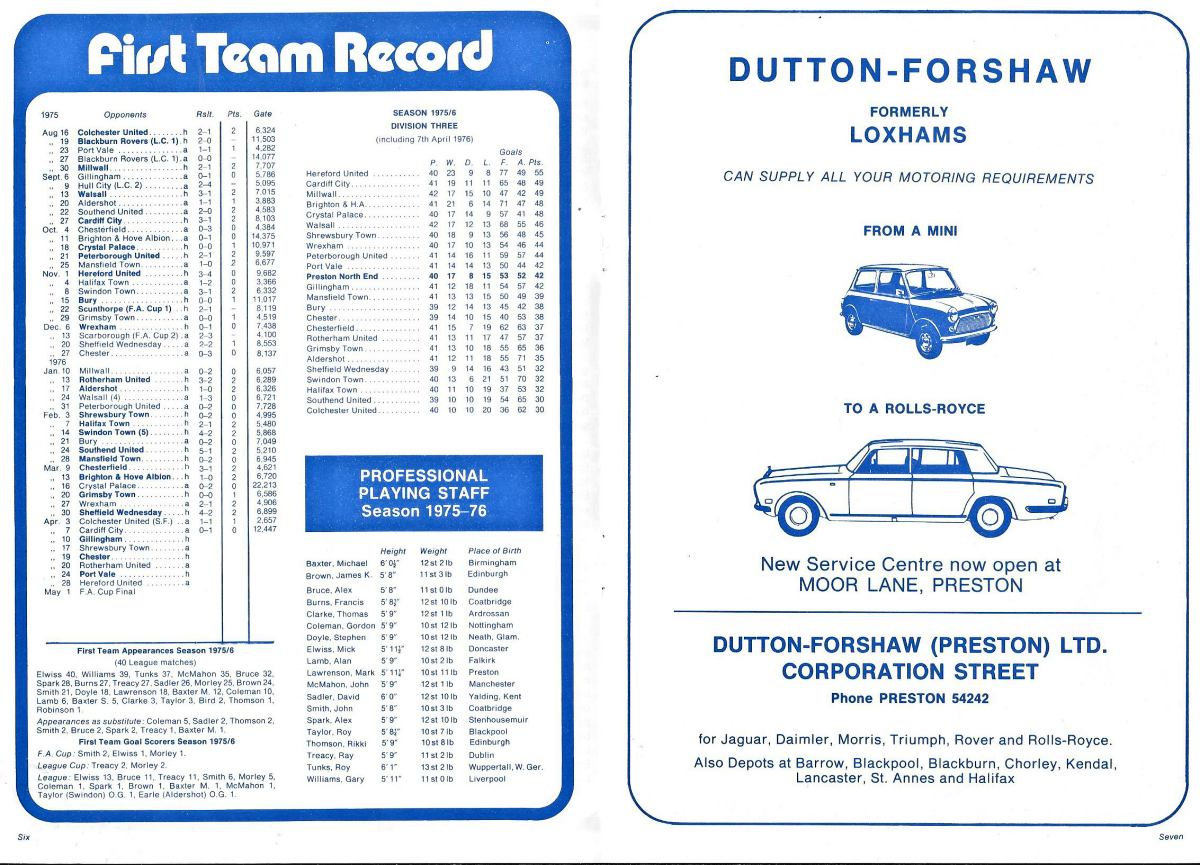 First Team Record
1975 Opponents Rslt. Pts. Gate
Aug 16 Colchester United........h 2–1 2 6,324
„ 19 Blackburn Rovers (L.C. 1).h 2–0 – 11,503
„ 23 Port Vale................a 1–1 1 4,282
„ 27 Blackburn Rovers (L.C. 1).a 0–0 – 14,077
„ 30 Millwall.................h 2–1 2 7,707
Sept. 6 Gillingham..............a 0–1 0 5,786
„ 9 Hull City (L.C. 2)........a 2–4 – 5,095
„ 13 Walsall..................h 3–1 2 7,015
„ 20 Aldershot................a 1–1 1 3,883
„ 22 Southend United..........a 2–0 2 4,583
„ 27 Cardiff City.............h 3–1 2 8,103
Oct. 4 Chesterfield.............a 0–3 0 4,384
„ 11 Brighton & Hove Albion...a 0–1 0 14,375
„ 18 Crystal Palace...........h 0–0 1 10,971
„ 21 Peterborough United......h 2–1 2 9,597
„ 25 Mansfield Town...........a 1–0 2 6,677
Nov. 1 Hereford United..........h 3–4 0 9,682
„ 4 Halifax Town..............a 1–2 0 3,366
„ 8 Swindon Town..............a 3–1 2 6,332
„ 15 Bury.....................h 0–0 1 11,017
„ 22 Scunthorpe (F.A. Cup 1)..h 2–1 – 8,119
„ 29 Grimsby Town.............a 0–0 1 4,519
Dec. 6 Wrexham..................h 0–1 0 7,438
„ 13 Scarborough (F.A. Cup 2).a 2–3 – 4,100
„ 20 Sheffield Wednesday......a 2–2 1 8,553
„ 27 Chester..................a 0–3 0 8,137
1976
Jan. 10 Millwall................a 0–2 0 6,057
„ 13 Rotherham United.........h 3–2 2 6,289
„ 17 Aldershot................h 1–0 2 6,326
„ 24 Walsall (4)..............a 1–3 0 6,721
„ 31 Peterborough United......a 0–2 0 7,728
Feb. 3 Shrewsbury Town..........h 0–2 0 4,995
„ 7 Halifax Town..............h 2–1 2 5,480
„ 14 Swindon Town (5).........h 4–2 2 5,868
„ 21 Bury.....................a 0–2 0 7,049
„ 24 Southend United..........h 5–1 2 5,210
„ 28 Mansfield Town...........h 0–2 0 6,945
Mar. 9 Chesterfield.............h 3–1 2 4,621
„ 13 Brighton & Hove Albion...h 1–0 2 6,720
„ 16 Crystal Palace...........a 0–2 0 22,213
„ 20 Grimsby Town.............h 0–0 1 6,586
„ 27 Wrexham..................a 2–1 2 4,906
„ 30 Sheffield Wednesday......h 4–2 2 6,899
Apr. 3 Colchester United (S.F.)..a 1–1 1 2,657
„ 7 Cardiff City..............a 0–1 0 12,447
„ 10 Gillingham...............h
„ 17 Shrewsbury Town..........a
„ 19 Chester..................h
„ 20 Rotherham United.........a
„ 24 Port Vale................h
„ 28 Hereford United..........a
May 1 F.A. Cup Final
First Team Appearances Season 1975/6
(40 League matches)
Elwiss 40, Williams 39, Tunks 37, McMahon 35, Bruce 32,
Spark 28, Burns 27, Treacy 27, Sadler 26, Morley 25, Brown 24,
Smith 21, Doyle 18, Lawrenson 18, Baxter M. 12, Coleman 10,
Lamb 6, Baxter S. 5, Clarke 3, Taylor 3, Bird 2, Thomson 1,
Robinson 1.
Appearances as substitute: Coleman 5, Sadler 2, Thomson 2,
Smith 2, Bruce 2, Spark 2, Treacy 1, Baxter M. 1.
First Team Goal Scorers Season 1975/6
F.A. Cup: Smith 2, Elwiss 1, Morley 1.
League Cup: Treacy 2, Morley 2.
League: Elwiss 13, Bruce 11, Treacy 11, Smith 6, Morley 5,
Coleman 1, Spark 1, Brown 1, Baxter M. 1, McMahon 1,
Taylor (Swindon) O.G. 1, Earle (Aldershot) O.G. 1.
SEASON 1975/6
DIVISION THREE
(including 7th April 1976)
Goals
P. W. D. L. F. A. Pts.
Hereford United........... 40 23 9 8 77 49 55
Cardiff City.............. 41 19 11 11 65 48 49
Millwall.................. 42 17 15 10 47 42 49
Brighton & H.A. .......... 41 21 6 14 71 47 48
Crystal Palace............ 40 17 14 9 57 41 48
Walsall................... 42 17 12 13 68 55 46
Shrewsbury Town........... 40 18 9 13 56 48 45
Wrexham................... 40 17 10 13 54 46 44
Peterborough United....... 41 14 16 11 59 57 44
Port Vale................. 41 14 14 13 50 44 42
Preston North End......... 40 17 8 15 53 52 42
Gillingham................ 41 12 18 11 54 57 42
Mansfield Town............ 41 13 13 15 50 49 39
Bury...................... 39 12 14 13 45 42 38
Chester................... 39 14 10 15 40 53 38
Chesterfield.............. 41 15 7 19 62 63 37
Rotherham United.......... 41 13 11 17 47 57 37
Grimsby Town.............. 41 13 10 18 55 65 36
Aldershot................. 41 12 11 18 55 71 35
Sheffield Wednesday....... 39 9 14 16 43 51 32
Swindon Town.............. 40 13 6 21 51 70 32
Halifax Town.............. 40 11 10 19 37 53 32
Southend United........... 39 10 10 19 54 65 30
Colchester United......... 40 10 10 20 36 62 30
PROFESSIONAL
PLAYING STAFF
Season 1975–76
Height Weight Place of Birth
Baxter, Michael 6' 0½" 12 st 2 lb Birmingham
Brown, James K. 5' 8" 11 st 3 lb Edinburgh
Bruce, Alex 5' 8" 11 st 0 lb Dundee
Burns, Francis 5' 8½" 12 st 10 lb Coatbridge
Clarke, Thomas 5' 9" 12 st 1 lb Ardrossan
Coleman, Gordon 5' 9" 10 st 12 lb Nottingham
Doyle, Stephen 5' 9" 10 st 12 lb Neath, Glam.
Elwiss, Mick 5' 11½" 12 st 8 lb Doncaster
Lamb, Alan 5' 9" 10 st 2 lb Falkirk
Lawrenson, Mark 5' 11½" 10 st 11 lb Preston
McMahon, John 5' 9" 11 st 1 lb Manchester
Sadler, David 6' 0" 12 st 10 lb Yalding, Kent
Smith, John 5' 8" 10 st 3 lb Coatbridge
Spark, Alex 5' 9" 12 st 10 lb Stenhousemuir
Taylor, Roy 5' 8½" 10 st 7 lb Blackpool
Thomson, Rikki 5' 9" 10 st 8 lb Edinburgh
Treacy, Ray 5' 9" 11 st 2 lb Dublin
Tunks, Roy 6' 1" 13 st 2 lb Wuppertall, W. Ger.
Williams, Gary 5' 11" 11 st 0 lb Liverpool
Six
DUTTON-FORSHAW
FORMERLY
LOXHAMS
CAN SUPPLY ALL YOUR MOTORING REQUIREMENTS
FROM A MINI
TO A ROLLS-ROYCE
New Service Centre now open at
MOOR LANE, PRESTON
DUTTON-FORSHAW (PRESTON) LTD.
CORPORATION STREET
Phone PRESTON 54242
for Jaguar, Daimler, Morris, Triumph, Rover and Rolls-Royce.
Also Depots at Barrow, Blackpool, Blackburn, Chorley, Kendal,
Lancaster, St. Annes and Halifax
Seven